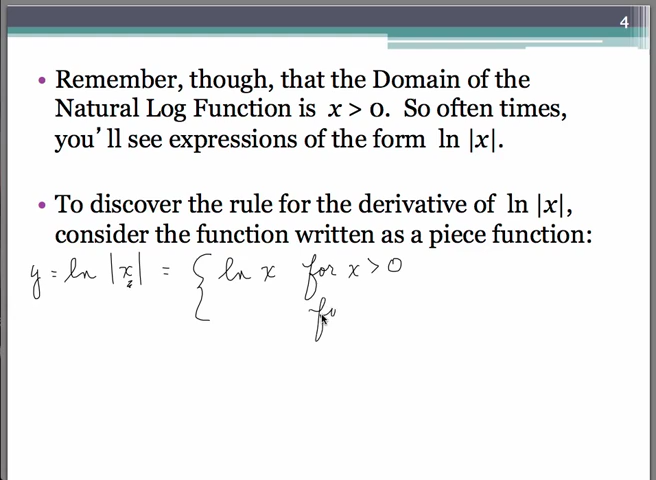 4
• Remember, though, that the Domain of the
Natural Log Function is x > 0. So often times,
you'll see expressions of the form ln |x|.
• To discover the rule for the derivative of ln |x|,
consider the function written as a piece function:
y = ln |x| = { ln x for x > 0